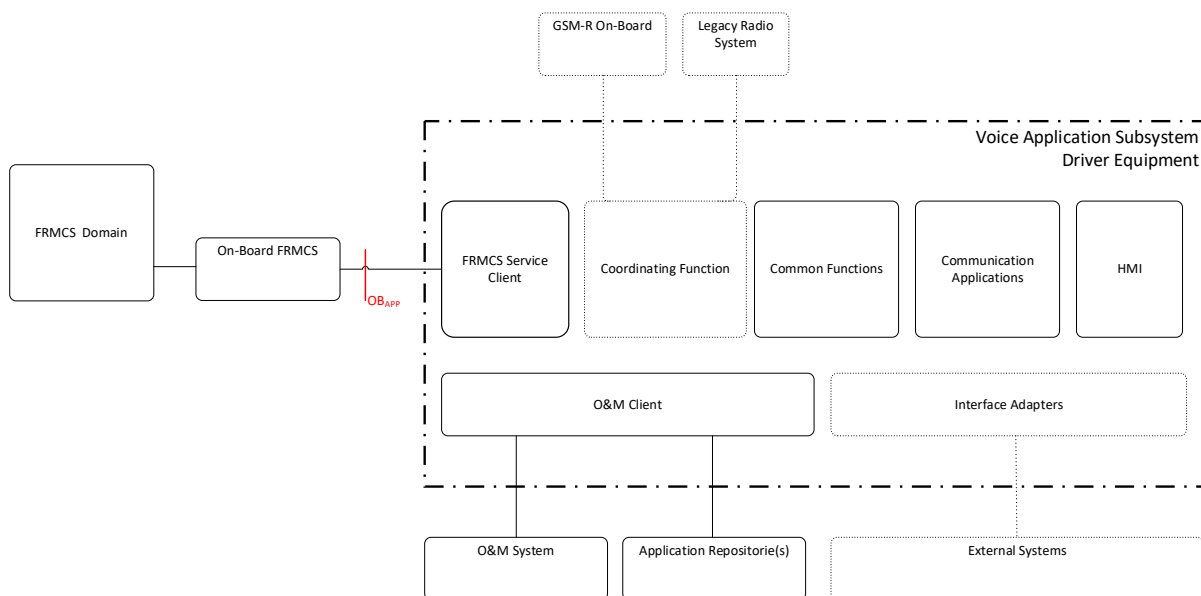 GSM-R On-Board
Legacy Radio
System
Voice Application Subsystem
Driver Equipment
FRMCS Domain
On-Board FRMCS
OBAPP
FRMCS Service
Client
Coordinating Function
Common Functions
Communication
Applications
HMI
O&M Client
Interface Adapters
O&M System
Application Repositorie(s)
External Systems